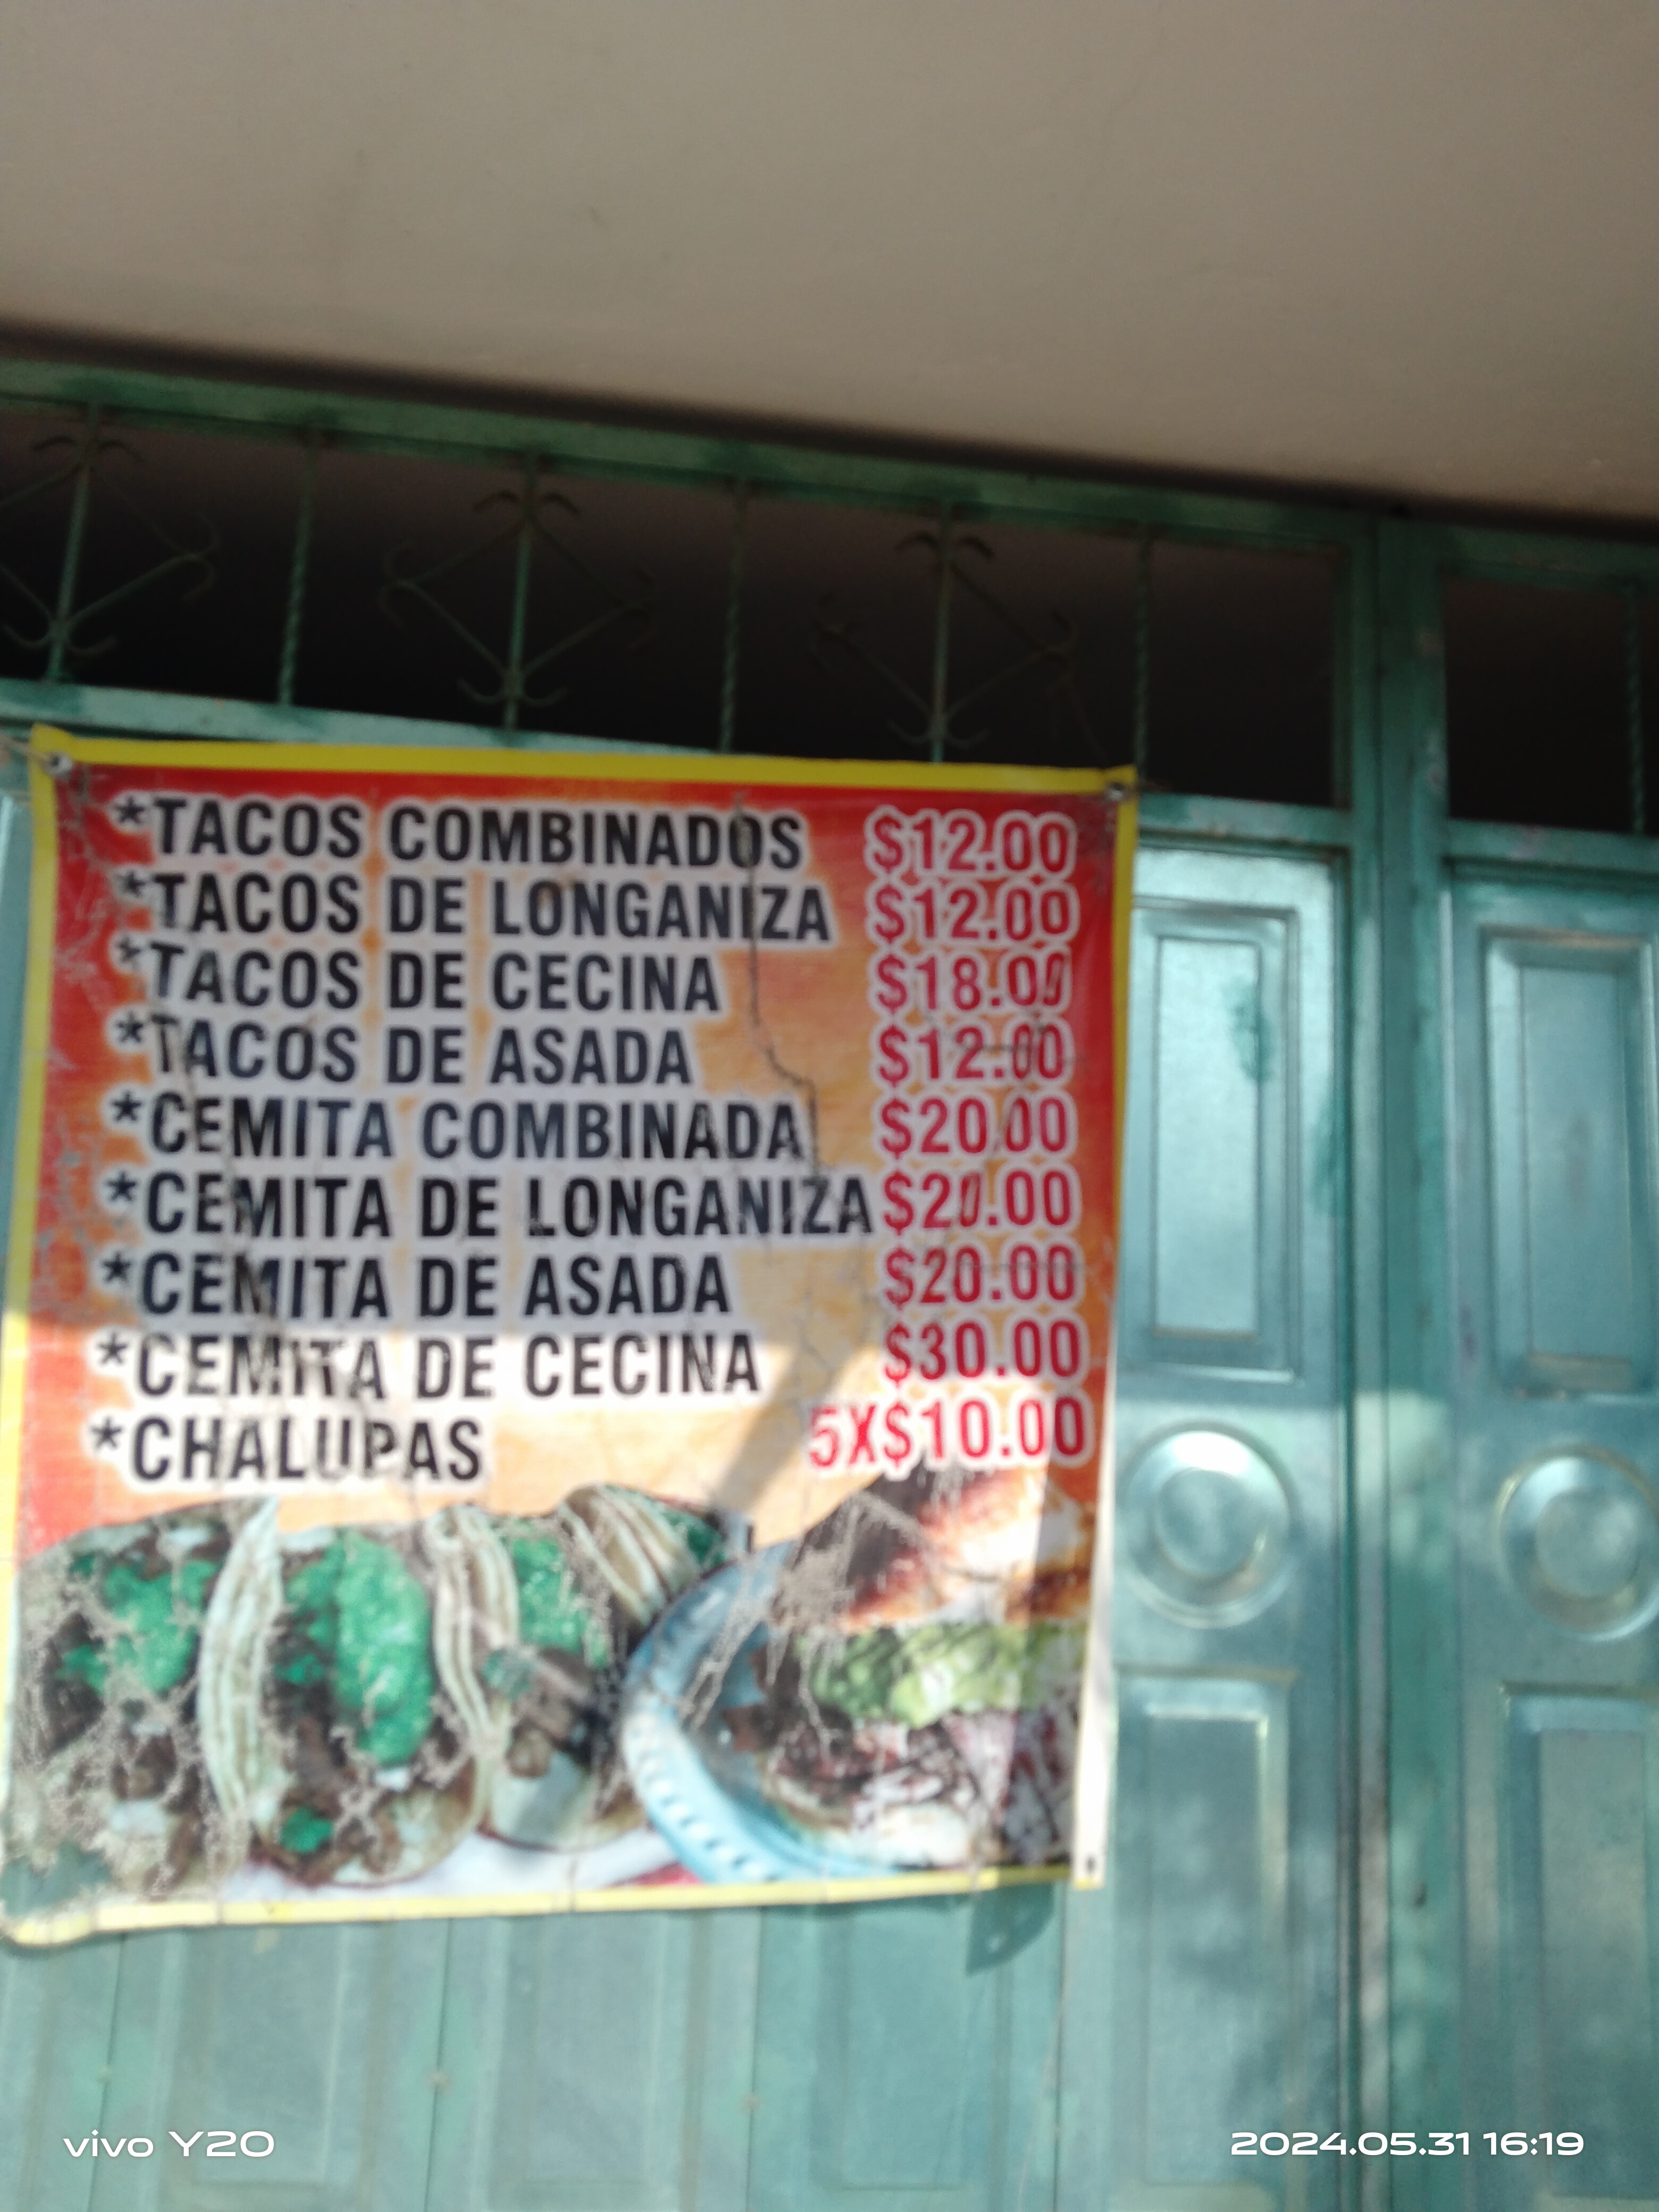 *TACOS COMBINADOS $12.00
*TACOS DE LONGANIZA $12.00
*TACOS DE CECINA $18.00
*TACOS DE ASADA $12.00
*CEMITA COMBINADA $20.00
*CEMITA DE LONGANIZA $20.00
*CEMITA DE ASADA $20.00
*CEMITA DE CECINA $30.00
*CHALUPAS 5X$10.00
vivo Y20 2024.05.31 16:19